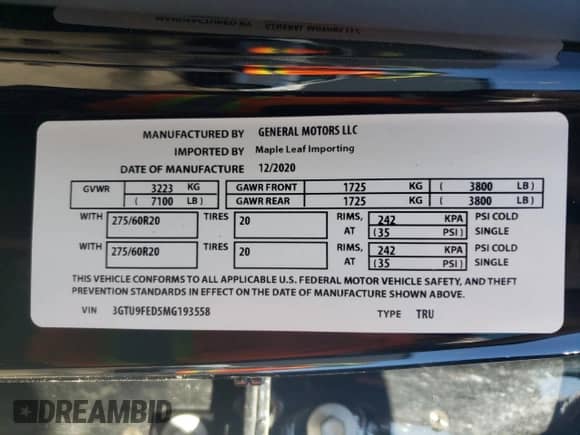 MANUFACTURED BY GENERAL MOTORS LLC
IMPORTED BY Maple Leaf Importing
DATE OF MANUFACTURE 12/2020
GVWR 3223 KG GAWR FRONT 1725 KG ( 3800 LB)
( 7100 LB) GAWR REAR 1725 KG ( 3800 LB)
WITH 275/60R20 TIRES 20 RIMS, 242 KPA PSI COLD
AT (35 PSI) SINGLE
WITH 275/60R20 TIRES 20 RIMS, 242 KPA PSI COLD
AT (35 PSI) SINGLE
THIS VEHICLE CONFORMS TO ALL APPLICABLE U.S. FEDERAL MOTOR VEHICLE SAFETY, AND THEFT
PREVENTION STANDARDS IN EFFECT ON THE DATE OF MANUFACTURE SHOWN ABOVE.
VIN 3GTU9FED5MG193558 TYPE TRU
DREAMBID